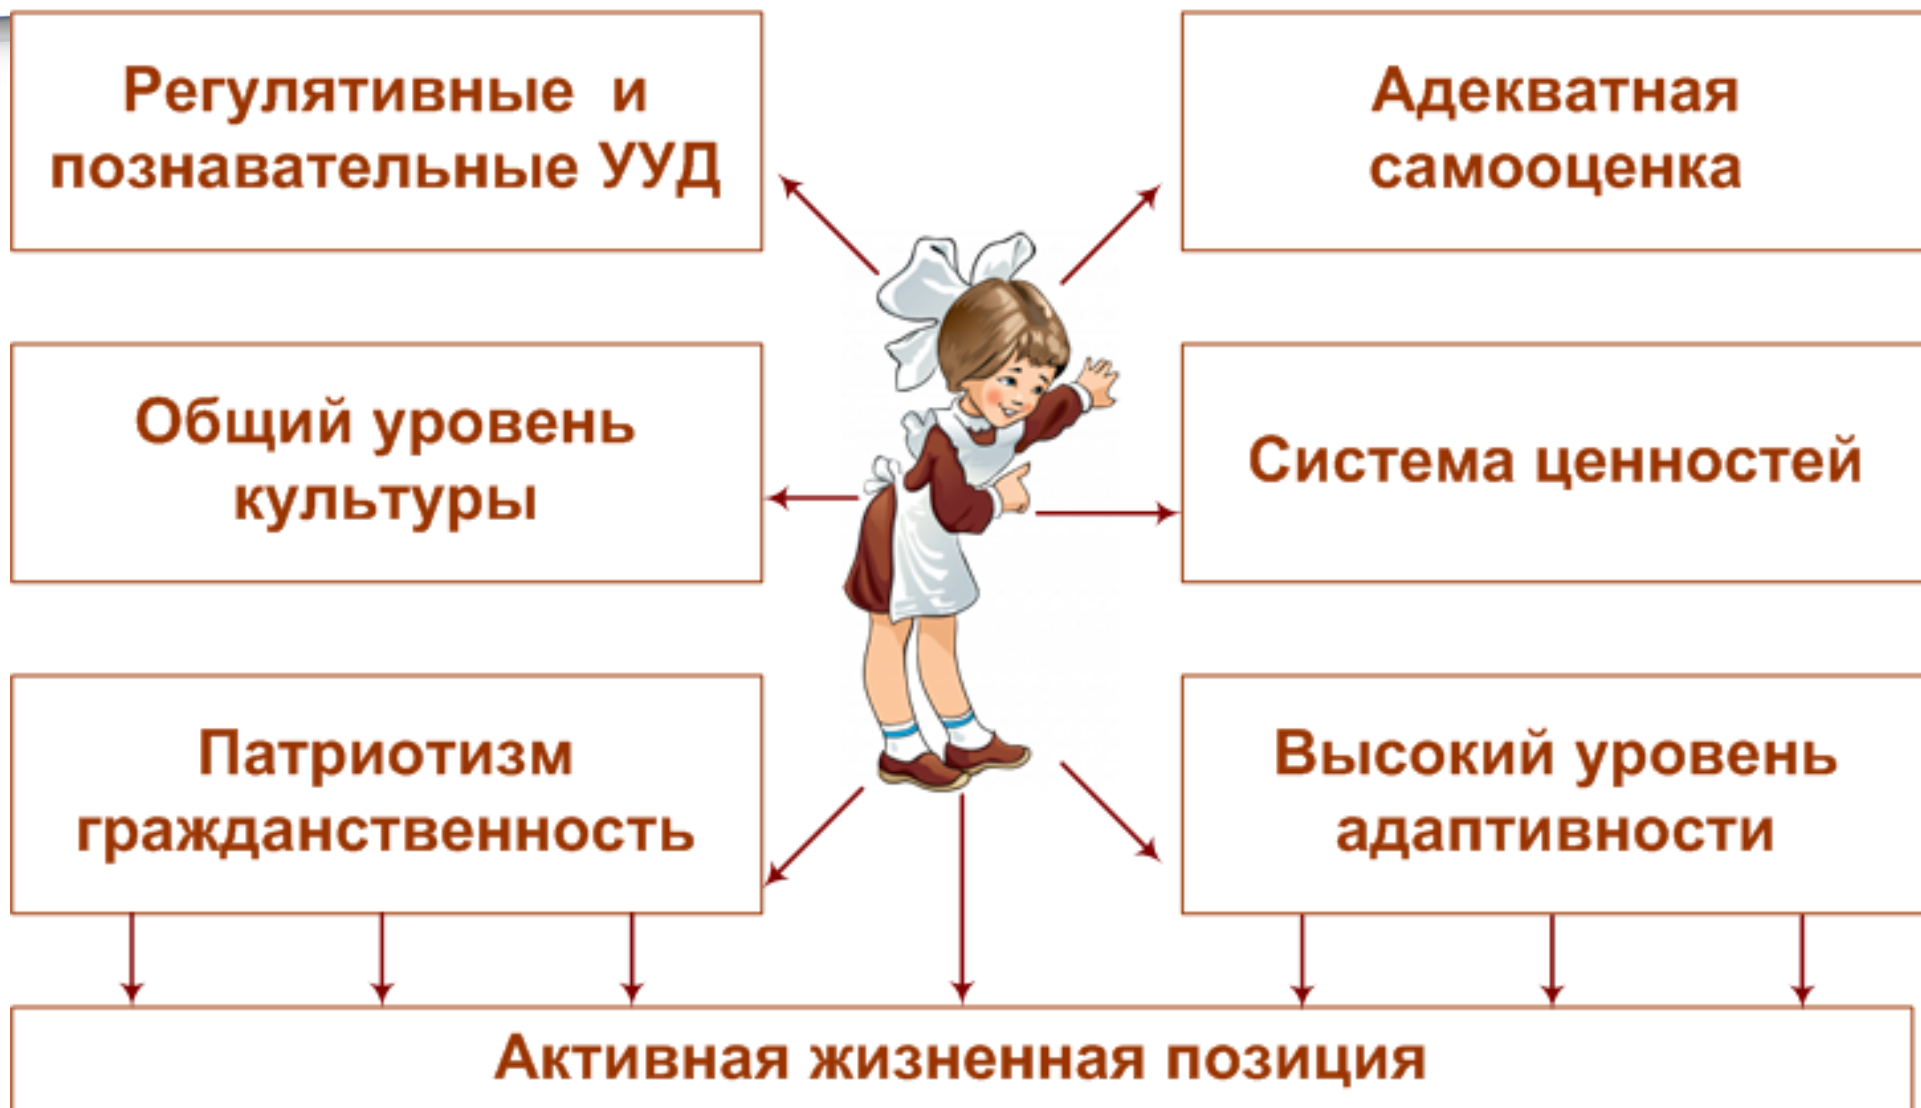 Регулятивные и
познавательные УУД
Адекватная
самооценка
Общий уровень
культуры
Система ценностей
Патриотизм
гражданственность
Высокий уровень
адаптивности
Активная жизненная позиция